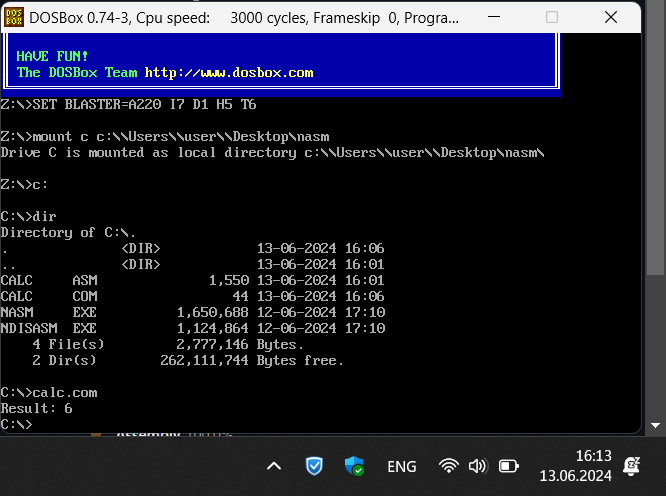 DOSBox 0.74-3, Cpu speed:    3000 cycles, Frameskip  0, Progra...
HAVE FUN!
The DOSBox Team http://www.dosbox.com
Z:\>SET BLASTER=A220 I7 D1 H5 T6
Z:\>mount c c:\\Users\\user\\Desktop\nasm
Drive C is mounted as local directory c:\\Users\\user\\Desktop\nasm\
Z:\>c:
C:\>dir
Directory of C:\.
.              <DIR>            13-06-2024 16:06
..             <DIR>            13-06-2024 16:01
CALC     ASM              1,550 13-06-2024 16:01
CALC     COM                 44 13-06-2024 16:06
NASM     EXE          1,650,688 12-06-2024 17:10
NDISASM  EXE          1,124,864 12-06-2024 17:10
    4 File(s)         2,777,146 Bytes.
    2 Dir(s)        262,111,744 Bytes free.
C:\>calc.com
Result: 6
C:\>
ENG
16:13
13.06.2024